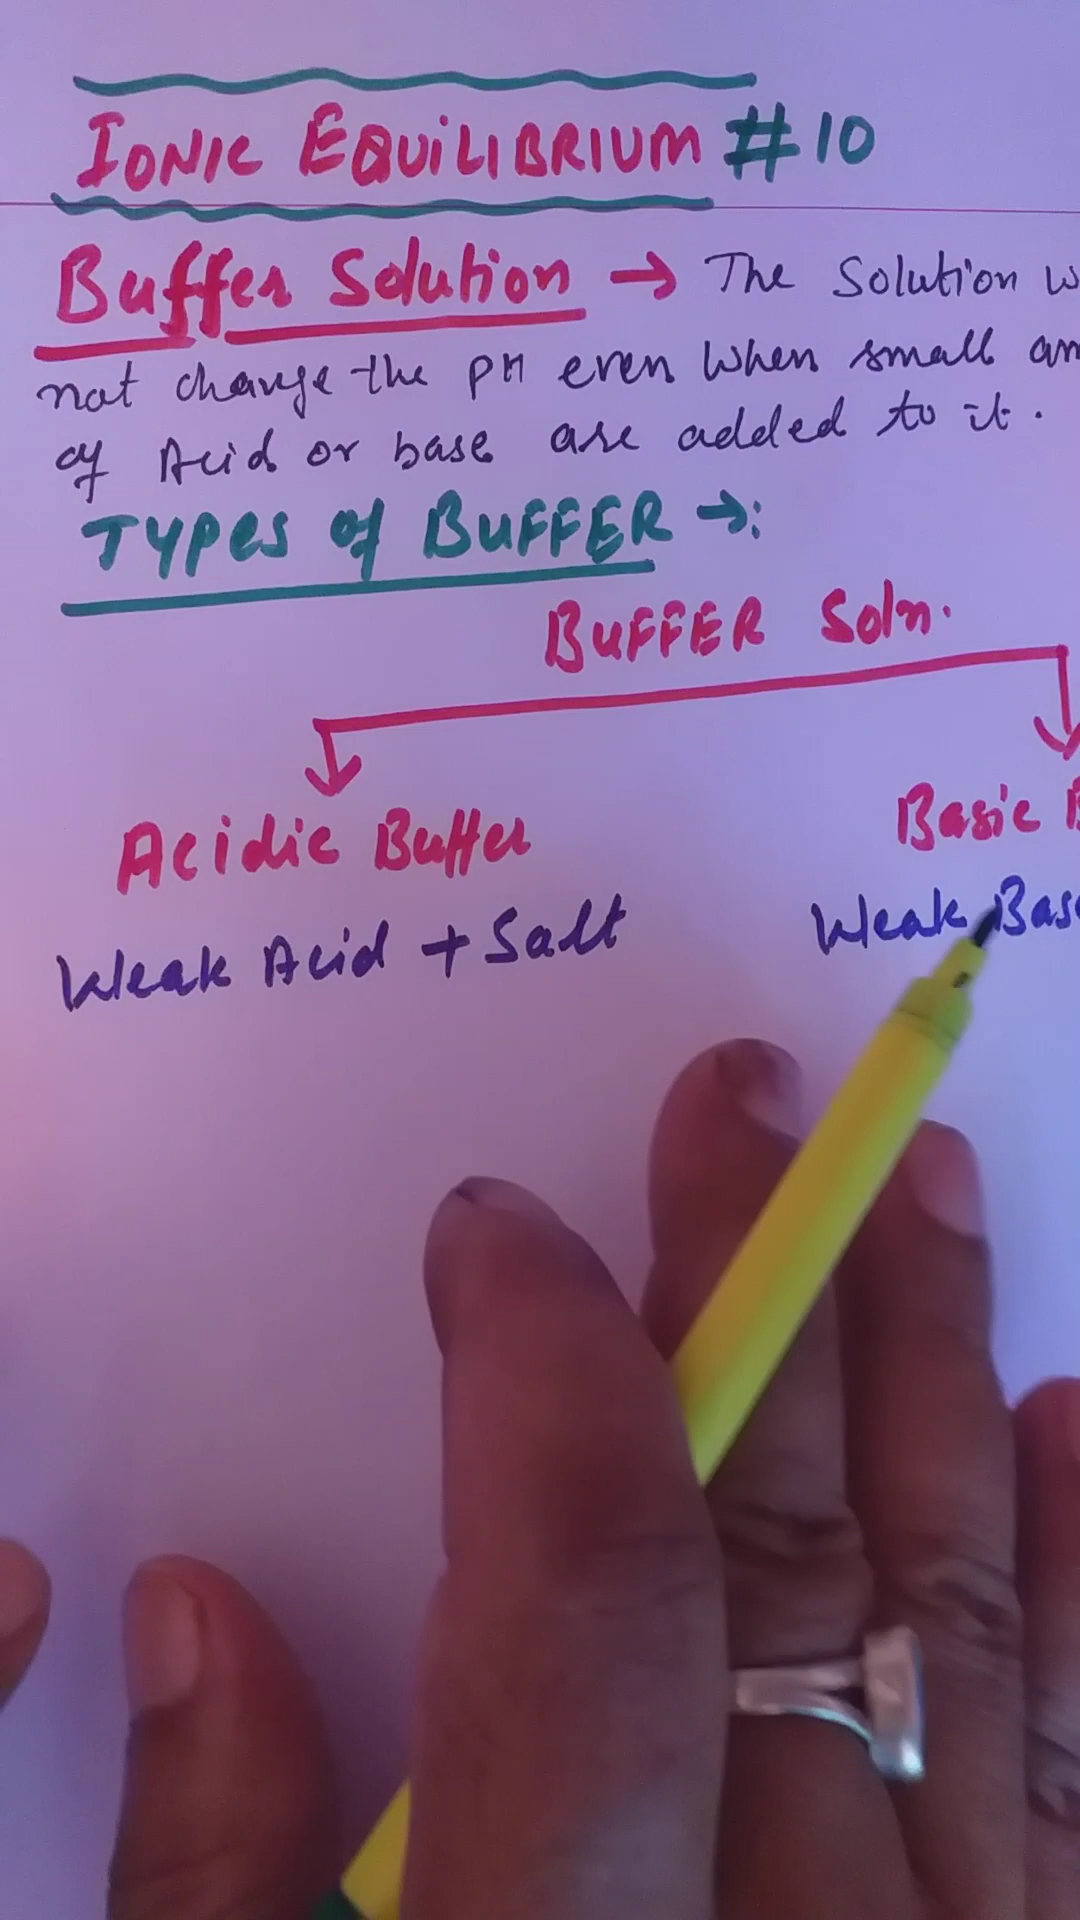 IONIC EQUILIBRIUM #10
Buffer Solution → The Solution
not change the pH even when small
of Acid or base are added to it.
TYPES of BUFFER →:
BUFFER Soln.
Acidic Buffer
Basic
Weak Acid + Salt
Weak